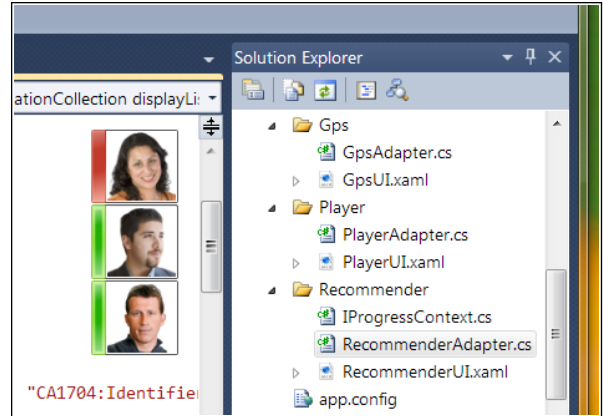 Solution Explorer
ationCollection displayLi
Gps
GpsAdapter.cs
GpsUI.xaml
Player
PlayerAdapter.cs
PlayerUI.xaml
Recommender
IProgressContext.cs
RecommenderAdapter.cs
RecommenderUI.xaml
"CA1704:Identifie
app.config